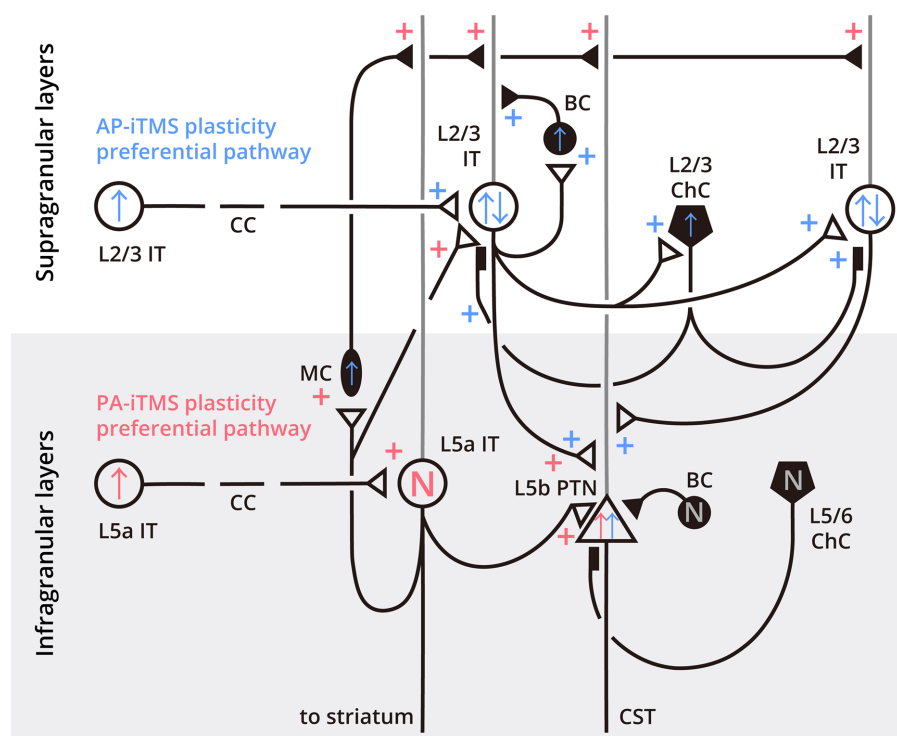 Supragranular layers
AP-iTMS plasticity
preferential pathway
BC
L2/3
IT
L2/3
ChC
L2/3
IT
CC
L2/3 IT
MC
Infragranular layers
PA-iTMS plasticity
preferential pathway
L5a IT
N
CC
L5a IT
L5b PTN
BC
N
N
L5/6
ChC
to striatum
CST